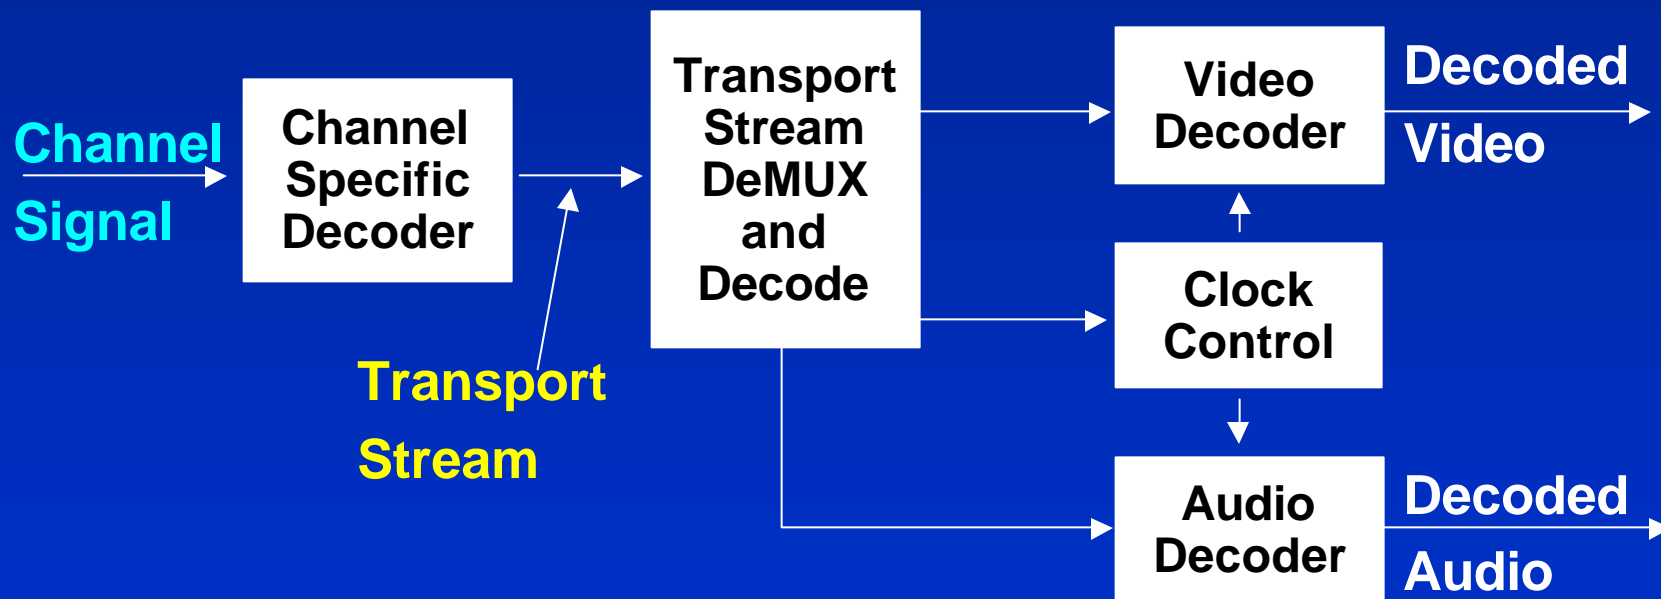 Channel
Signal
Channel
Specific
Decoder
Transport
Stream
Transport
Stream
DeMUX
and
Decode
Video
Decoder
Decoded
Video
Clock
Control
Audio
Decoder
Decoded
Audio